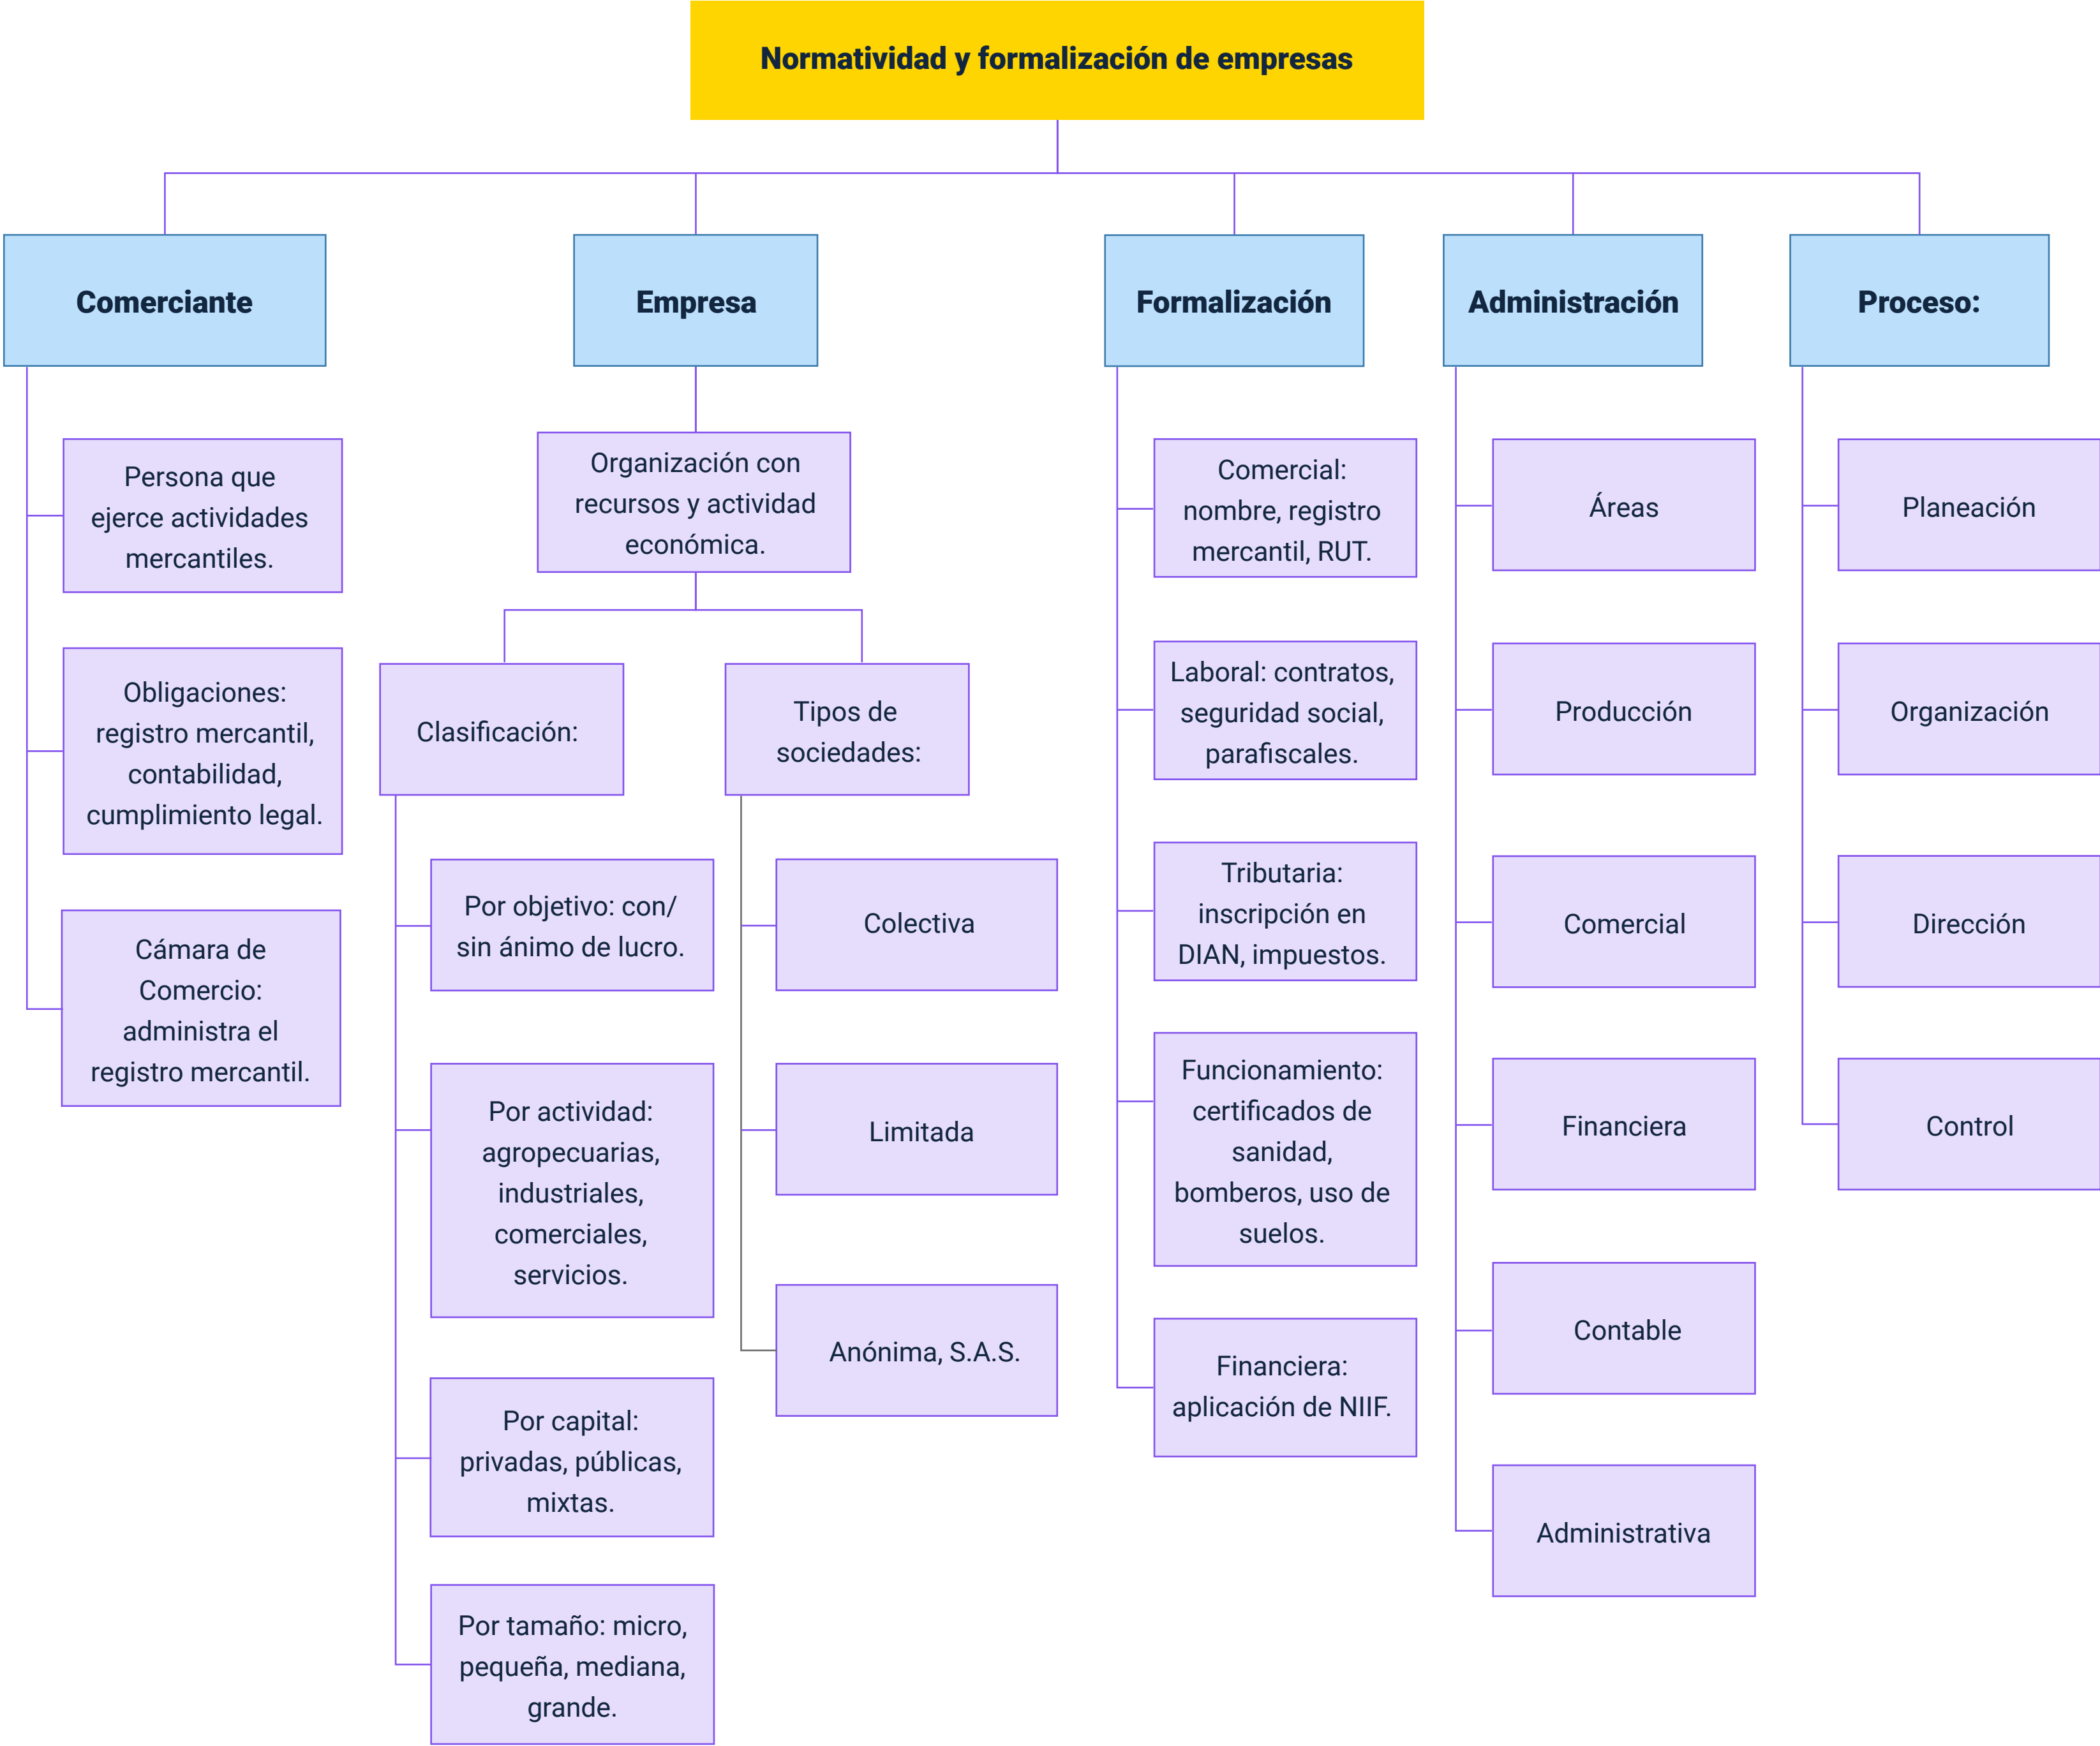 Normatividad y formalización de empresas
Comerciante
Persona que
ejerce actividades
mercantiles.
Obligaciones:
registro mercantil,
contabilidad,
cumplimiento legal.
Cámara de
Comercio:
administra el
registro mercantil.
Empresa
Organización con
recursos y actividad
económica.
Clasificación:
Por objetivo: con/
sin ánimo de lucro.
Por actividad:
agropecuarias,
industriales,
comerciales,
servicios.
Por capital:
privadas, públicas,
mixtas.
Por tamaño: micro,
pequeña, mediana,
grande.
Tipos de
sociedades:
Colectiva
Limitada
Anónima, S.A.S.
Formalización
Comercial:
nombre, registro
mercantil, RUT.
Laboral: contratos,
seguridad social,
parafiscales.
Tributaria:
inscripción en
DIAN, impuestos.
Funcionamiento:
certificados de
sanidad,
bomberos, uso de
suelos.
Financiera:
aplicación de NIIF.
Administración
Áreas
Producción
Comercial
Financiera
Contable
Administrativa
Proceso:
Planeación
Organización
Dirección
Control